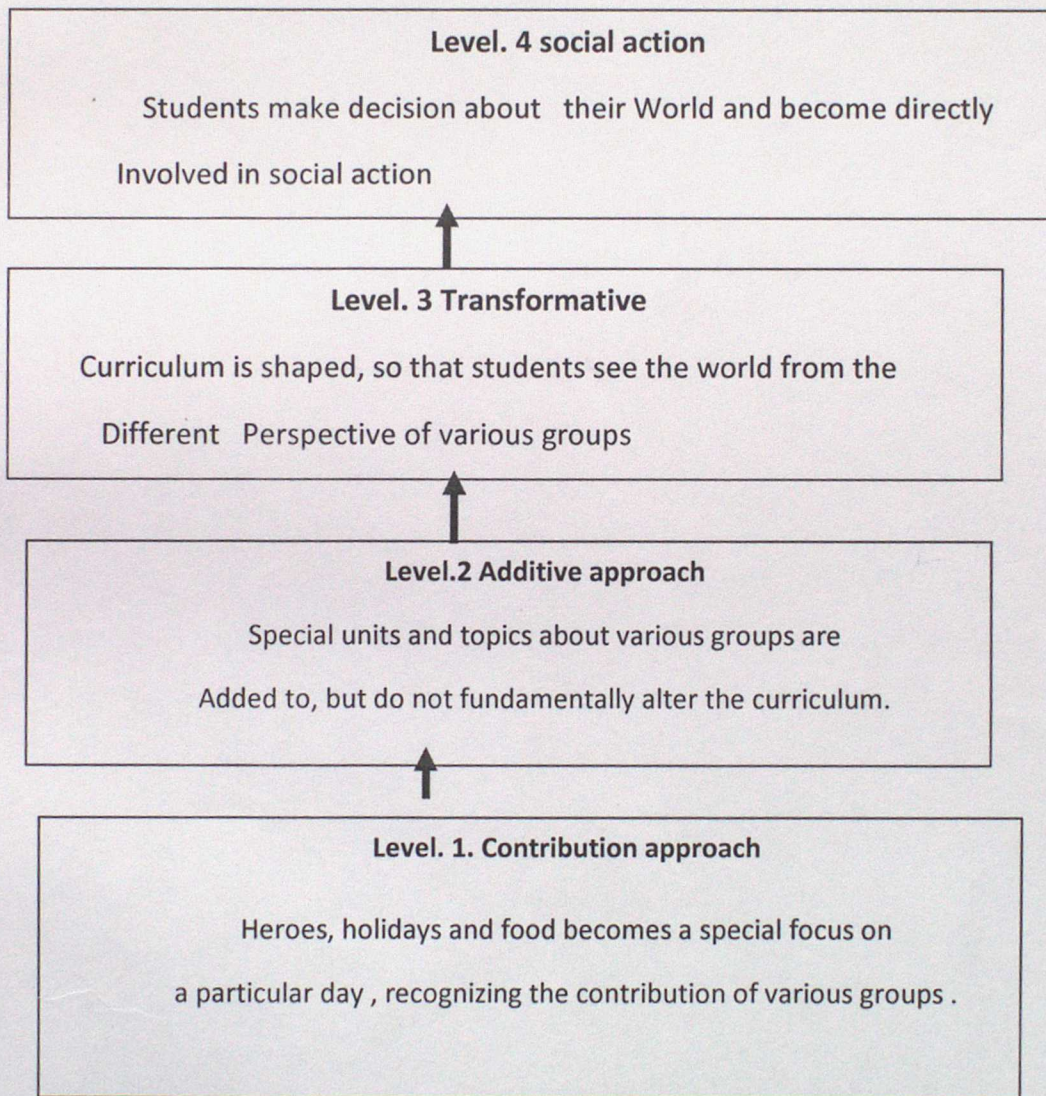 Level. 4 social action
Students make decision about their World and become directly
Involved in social action
Level. 3 Transformative
Curriculum is shaped, so that students see the world from the
Different Perspective of various groups
Level.2 Additive approach
Special units and topics about various groups are
Added to, but do not fundamentally alter the curriculum.
Level. 1. Contribution approach
Heroes, holidays and food becomes a special focus on
a particular day , recognizing the contribution of various groups .